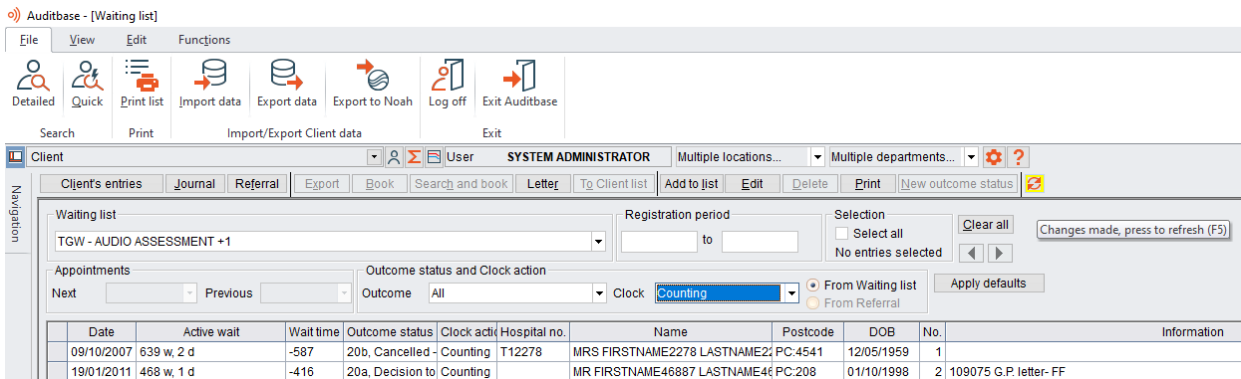 Auditbase - [Waiting list]
File View Edit Functions
Detailed Quick Print list Import data Export data Export to Noah Log off Exit Auditbase
Search Print Import/Export Client data Exit
Client User SYSTEM ADMINISTRATOR Multiple locations... Multiple departments... ?
Navigation
Client's entries Journal Referral Export Book Search and book Letter To Client list Add to list Edit Delete Print New outcome status
Waiting list Registration period Selection
Select all Clear all
Changes made, press to refresh (F5)
TGW - AUDIO ASSESSMENT +1 to
No entries selected
Appointments Outcome status and Clock action
From Waiting list Apply defaults
Next Previous Outcome All Clock Counting
From Referral
Date Active wait Wait time Outcome status Clock acti Hospital no. Name Postcode DOB No. Information
09/10/2007 639 w, 2 d -587 20b, Cancelled - Counting T12278 MRS FIRSTNAME2278 LASTNAME22 PC:4541 12/05/1959 1
19/01/2011 468 w, 1 d -416 20a, Decision to Counting MR FIRSTNAME46887 LASTNAME46 PC:208 01/10/1998 2 109075 G.P. letter- FF